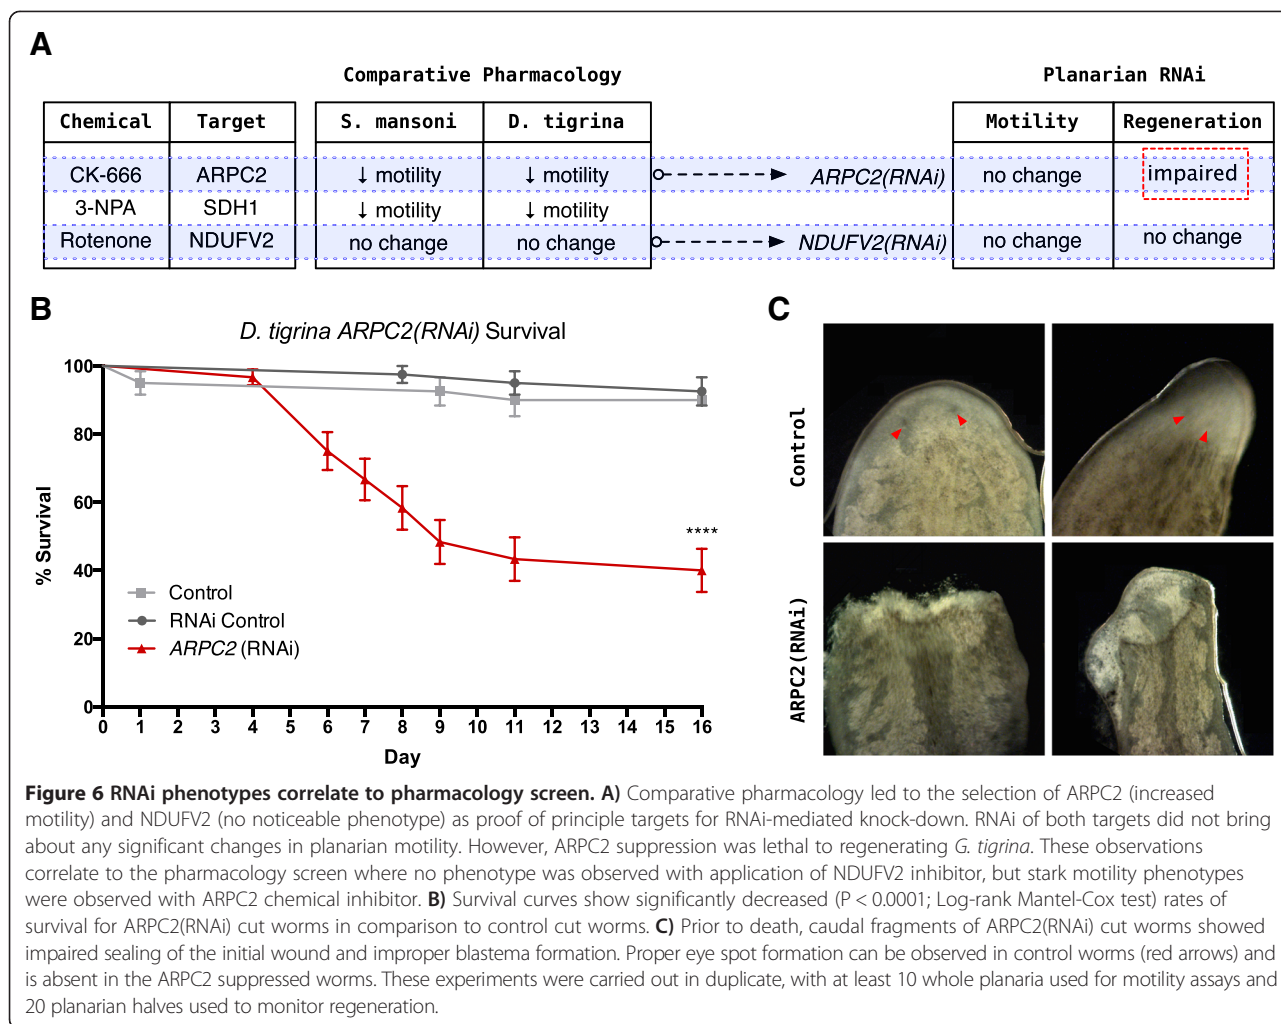 A
Comparative Pharmacology
Planarian RNAi
Chemical Target S. mansoni D. tigrina Motility Regeneration
CK-666 ARPC2 ↓ motility ↓ motility ARPC2(RNAi) no change impaired
3-NPA SDH1 ↓ motility ↓ motility
Rotenone NDUFV2 no change no change NDUFV2(RNAi) no change no change
B
D. tigrina ARPC2(RNAi) Survival
% Survival
100
80
60
40
20
0
****
Control
RNAi Control
ARPC2 (RNAi)
0 1 2 3 4 5 6 7 8 9 10 11 12 13 14 15 16
Day
C
Control
ARPC2(RNAi)
Figure 6 RNAi phenotypes correlate to pharmacology screen. A) Comparative pharmacology led to the selection of ARPC2 (increased
motility) and NDUFV2 (no noticeable phenotype) as proof of principle targets for RNAi-mediated knock-down. RNAi of both targets did not bring
about any significant changes in planarian motility. However, ARPC2 suppression was lethal to regenerating G. tigrina. These observations
correlate to the pharmacology screen where no phenotype was observed with application of NDUFV2 inhibitor, but stark motility phenotypes
were observed with ARPC2 chemical inhibitor. B) Survival curves show significantly decreased (P < 0.0001; Log-rank Mantel-Cox test) rates of
survival for ARPC2(RNAi) cut worms in comparison to control cut worms. C) Prior to death, caudal fragments of ARPC2(RNAi) cut worms showed
impaired sealing of the initial wound and improper blastema formation. Proper eye spot formation can be observed in control worms (red arrows) and
is absent in the ARPC2 suppressed worms. These experiments were carried out in duplicate, with at least 10 whole planaria used for motility assays and
20 planarian halves used to monitor regeneration.